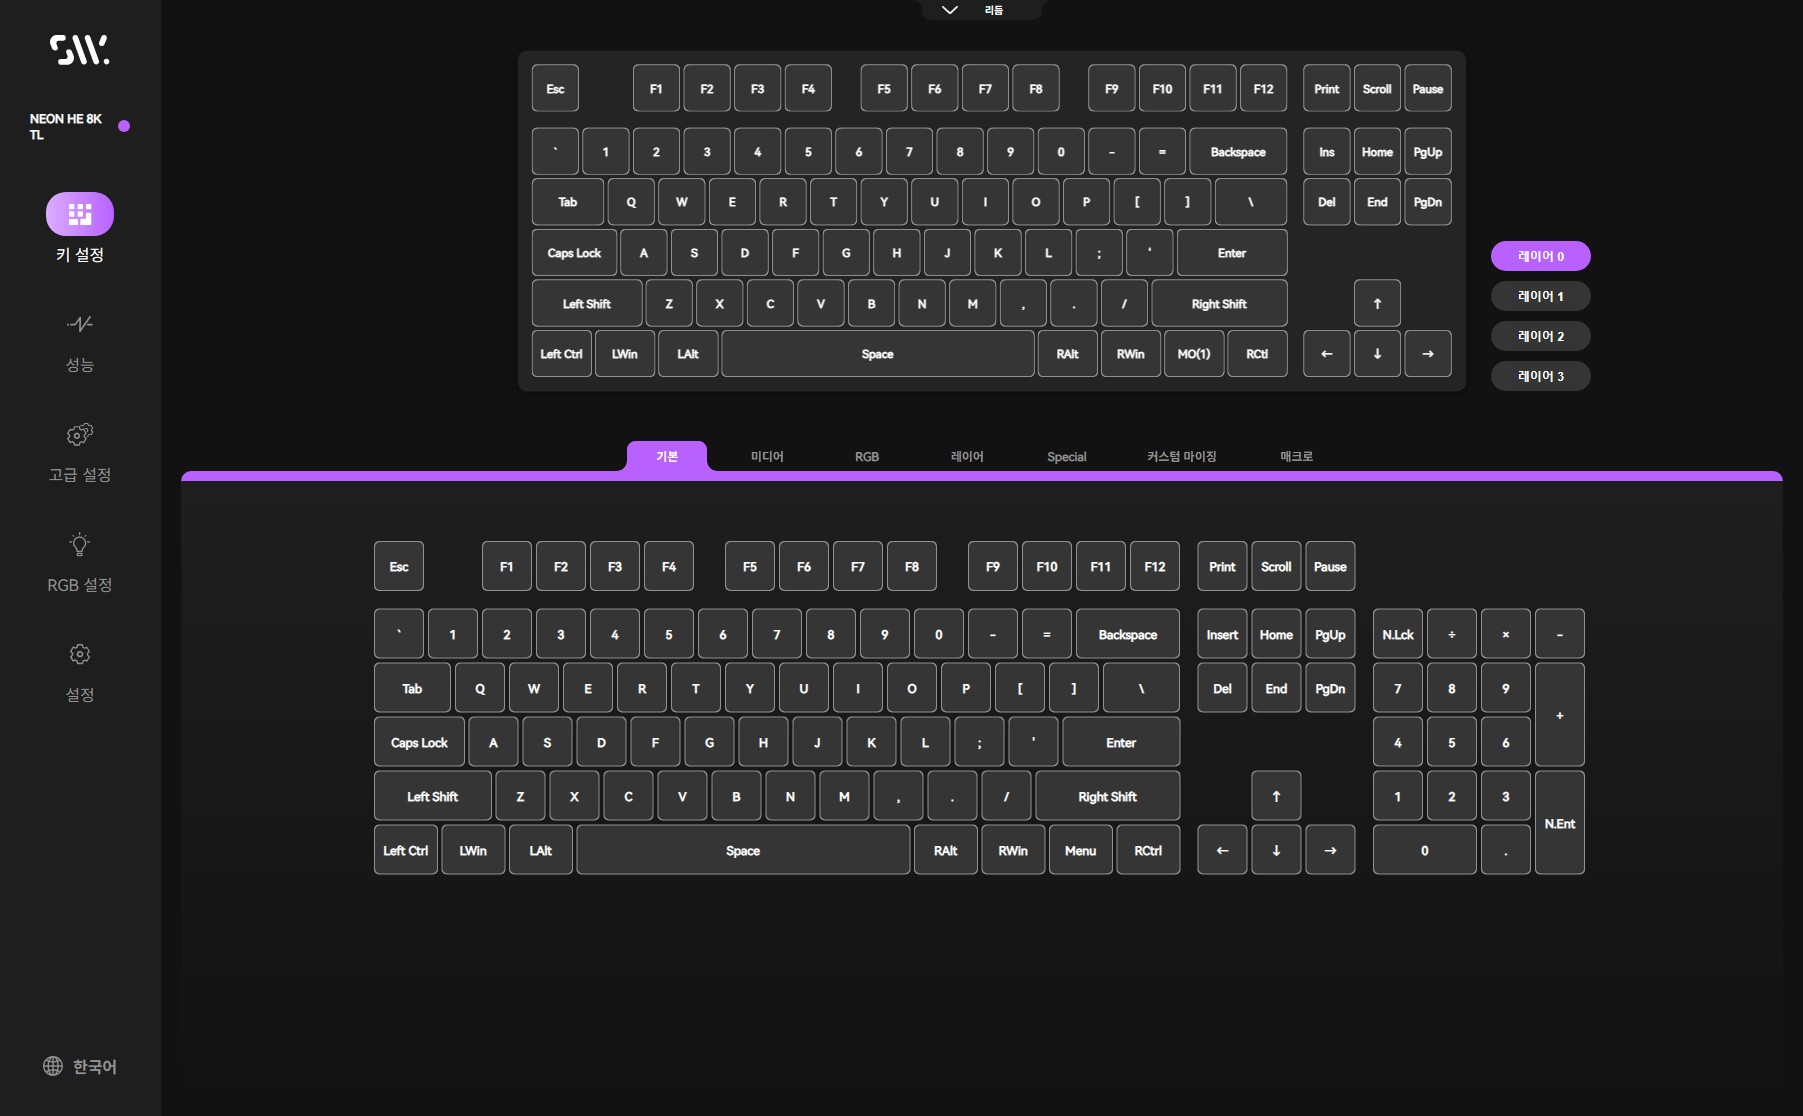 리듬
SW.
NEON HE 8K
TL
키 설정
성능
고급 설정
RGB 설정
설정
한국어
Esc F1 F2 F3 F4 F5 F6 F7 F8 F9 F10 F11 F12 Print Scroll Pause
` 1 2 3 4 5 6 7 8 9 0 - = Backspace Ins Home PgUp
Tab Q W E R T Y U I O P [ ] \ Del End PgDn
Caps Lock A S D F G H J K L ; ' Enter
Left Shift Z X C V B N M , . / Right Shift ↑
Left Ctrl LWin LAlt Space RAlt RWin MO(1) RCtl ← ↓ →
레이어 0
레이어 1
레이어 2
레이어 3
기본 미디어 RGB 레이어 Special 커스텀 마이징 매크로
Esc F1 F2 F3 F4 F5 F6 F7 F8 F9 F10 F11 F12 Print Scroll Pause
` 1 2 3 4 5 6 7 8 9 0 - = Backspace Insert Home PgUp N.Lck ÷ × -
Tab Q W E R T Y U I O P [ ] \ Del End PgDn 7 8 9 +
Caps Lock A S D F G H J K L ; ' Enter 4 5 6
Left Shift Z X C V B N M , . / Right Shift ↑ 1 2 3 N.Ent
Left Ctrl LWin LAlt Space RAlt RWin Menu RCtrl ← ↓ → 0 .